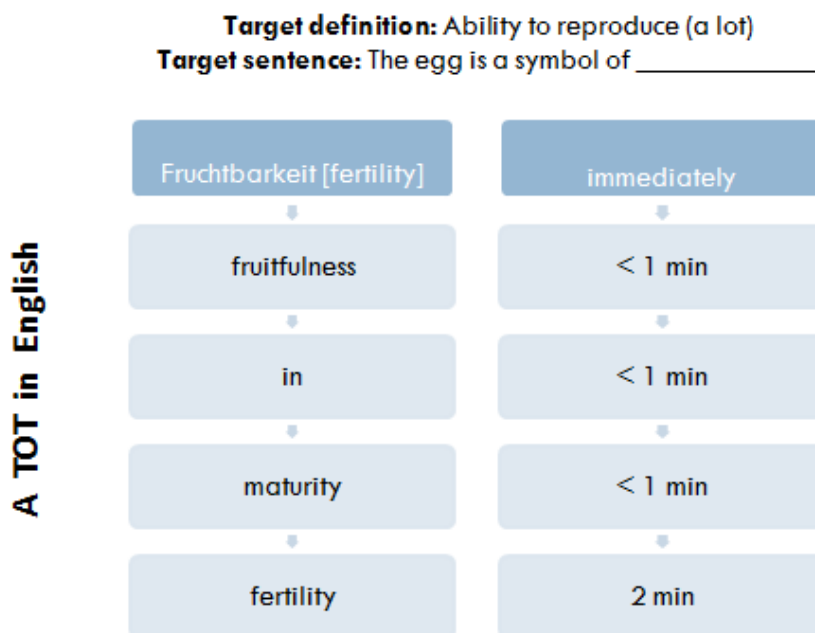 Target definition: Ability to reproduce (a lot)
Target sentence: The egg is a symbol of _______________
A TOT in English
Fruchtbarkeit [fertility]
immediately
fruitfulness
< 1 min
in
< 1 min
maturity
< 1 min
fertility
2 min